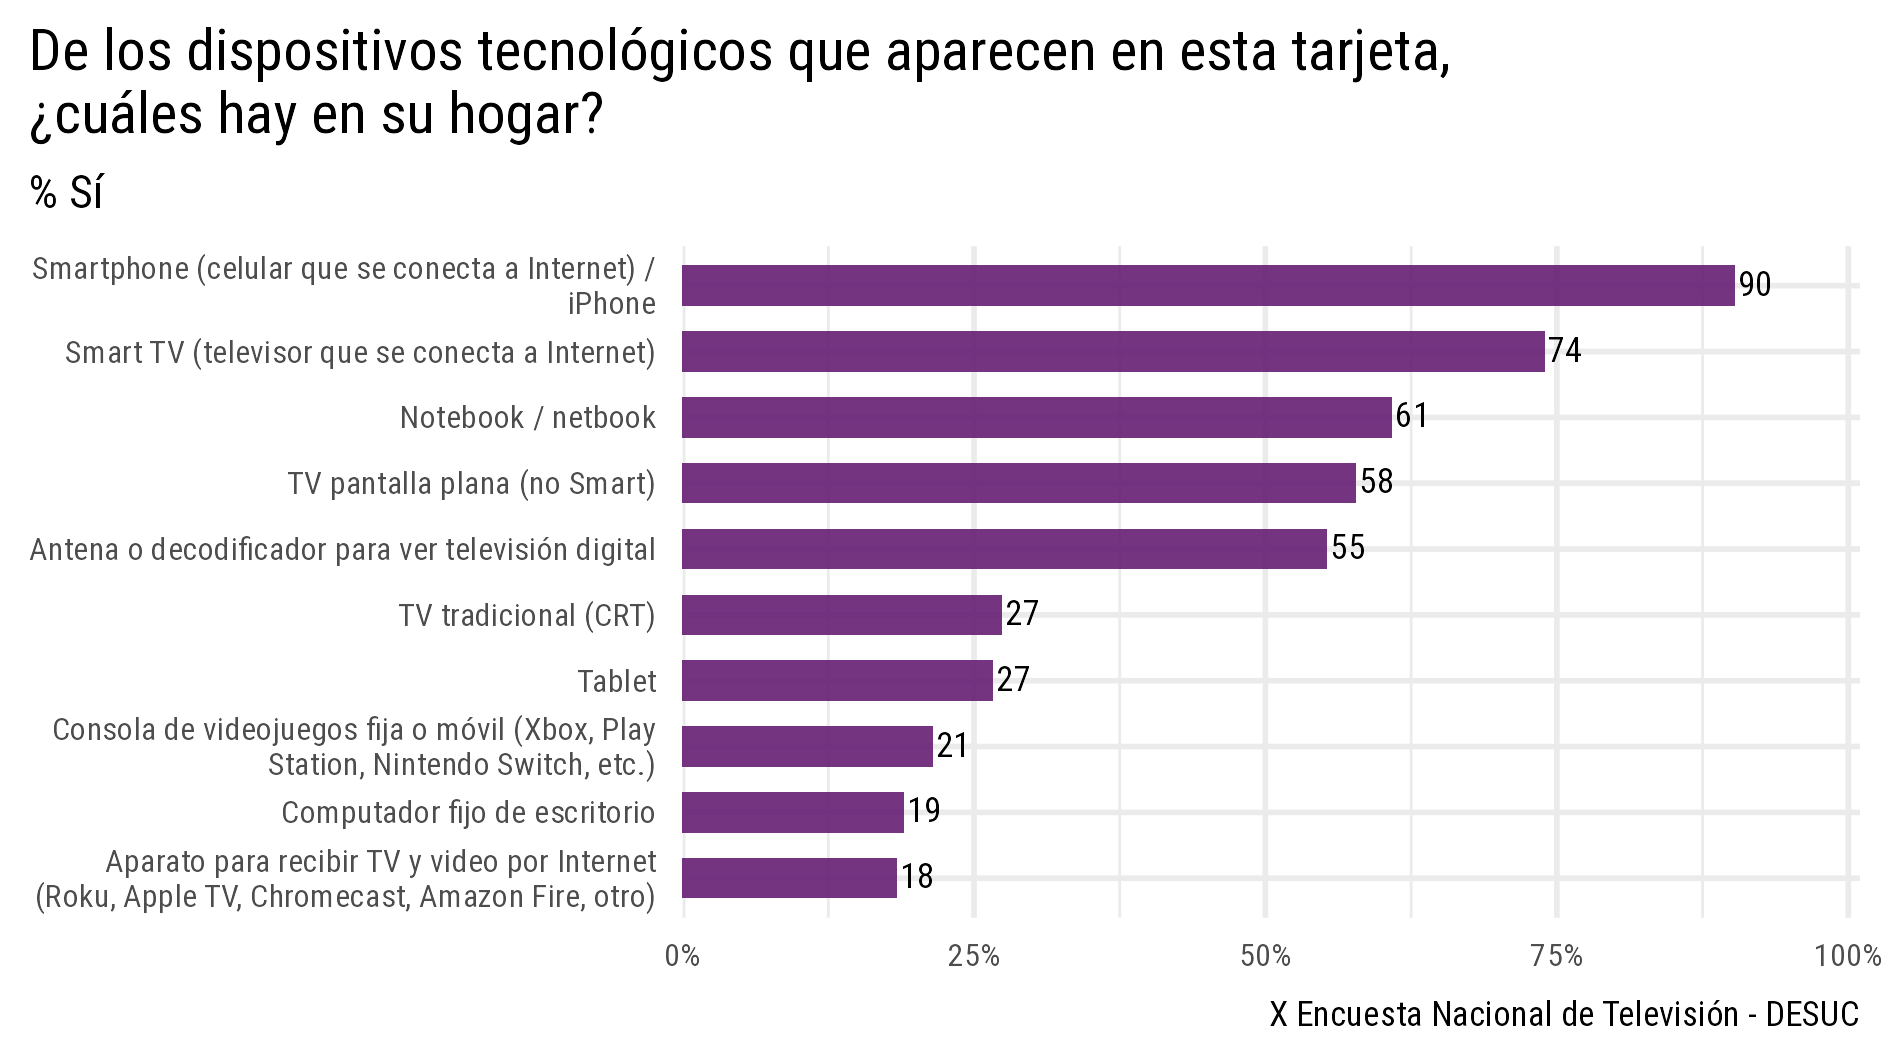 De los dispositivos tecnológicos que aparecen en esta tarjeta,
¿cuáles hay en su hogar?
% Sí
Smartphone (celular que se conecta a Internet) /
iPhone
90
Smart TV (televisor que se conecta a Internet)
74
Notebook / netbook
61
TV pantalla plana (no Smart)
58
Antena o decodificador para ver televisión digital
55
TV tradicional (CRT)
27
Tablet
27
Consola de videojuegos fija o móvil (Xbox, Play
Station, Nintendo Switch, etc.)
21
Computador fijo de escritorio
19
Aparato para recibir TV y video por Internet
(Roku, Apple TV, Chromecast, Amazon Fire, otro)
18
0% 25% 50% 75% 100%
X Encuesta Nacional de Televisión - DESUC